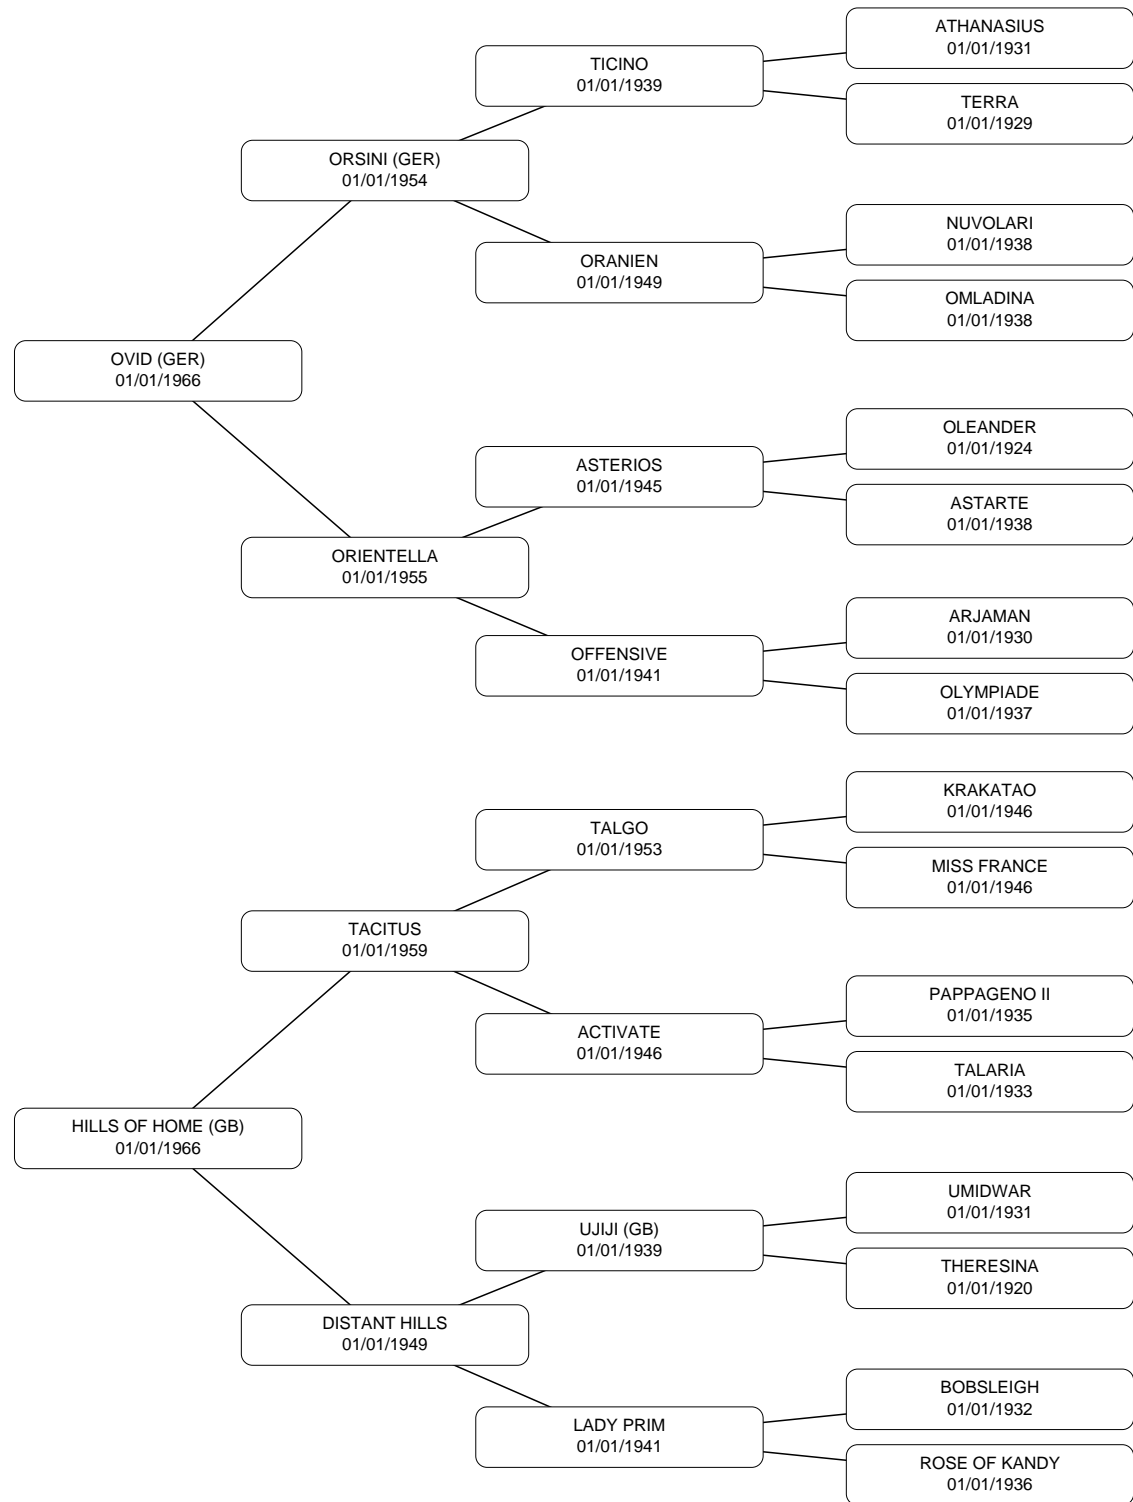 ATHANASIUS
01/01/1931
TICINO
01/01/1939
TERRA
01/01/1929
ORSINI (GER)
01/01/1954
NUVOLARI
01/01/1938
ORANIEN
01/01/1949
OMLADINA
01/01/1938
OVID (GER)
01/01/1966
OLEANDER
01/01/1924
ASTERIOS
01/01/1945
ASTARTE
01/01/1938
ORIENTELLA
01/01/1955
ARJAMAN
01/01/1930
OFFENSIVE
01/01/1941
OLYMPIADE
01/01/1937
KRAKATAO
01/01/1946
TALGO
01/01/1953
MISS FRANCE
01/01/1946
TACITUS
01/01/1959
PAPPAGENO II
01/01/1935
ACTIVATE
01/01/1946
TALARIA
01/01/1933
HILLS OF HOME (GB)
01/01/1966
UMIDWAR
01/01/1931
UJIJI (GB)
01/01/1939
THERESINA
01/01/1920
DISTANT HILLS
01/01/1949
BOBSLEIGH
01/01/1932
LADY PRIM
01/01/1941
ROSE OF KANDY
01/01/1936